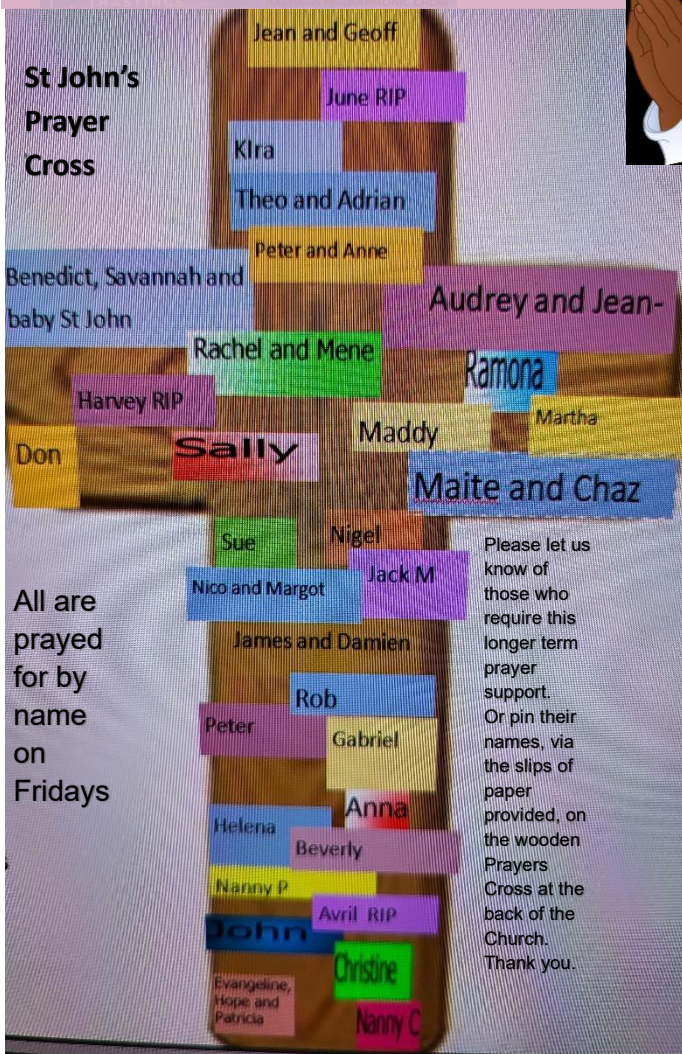 St John's
Prayer
Cross
Jean and Geoff
June RIP
KIra
Theo and Adrian
Peter and Anne
Benedict, Savannah and
baby St John
Audrey and Jean-
Rachel and Mene
Ramona
Harvey RIP
Martha
Maddy
Don
Sally
Maite and Chaz
Sue
Nigel
Jack M
Nico and Margot
James and Damien
Rob
Peter
Gabriel
Anna
Helena
Beverly
Nanny P
Avril RIP
John
Christine
Evangeline,
Hope and
Patricia
Nanny C
All are
prayed
for by
name
on
Fridays
Please let us
know of
those who
require this
longer term
prayer
support.
Or pin their
names, via
the slips of
paper
provided, on
the wooden
Prayers
Cross at the
back of the
Church.
Thank you.